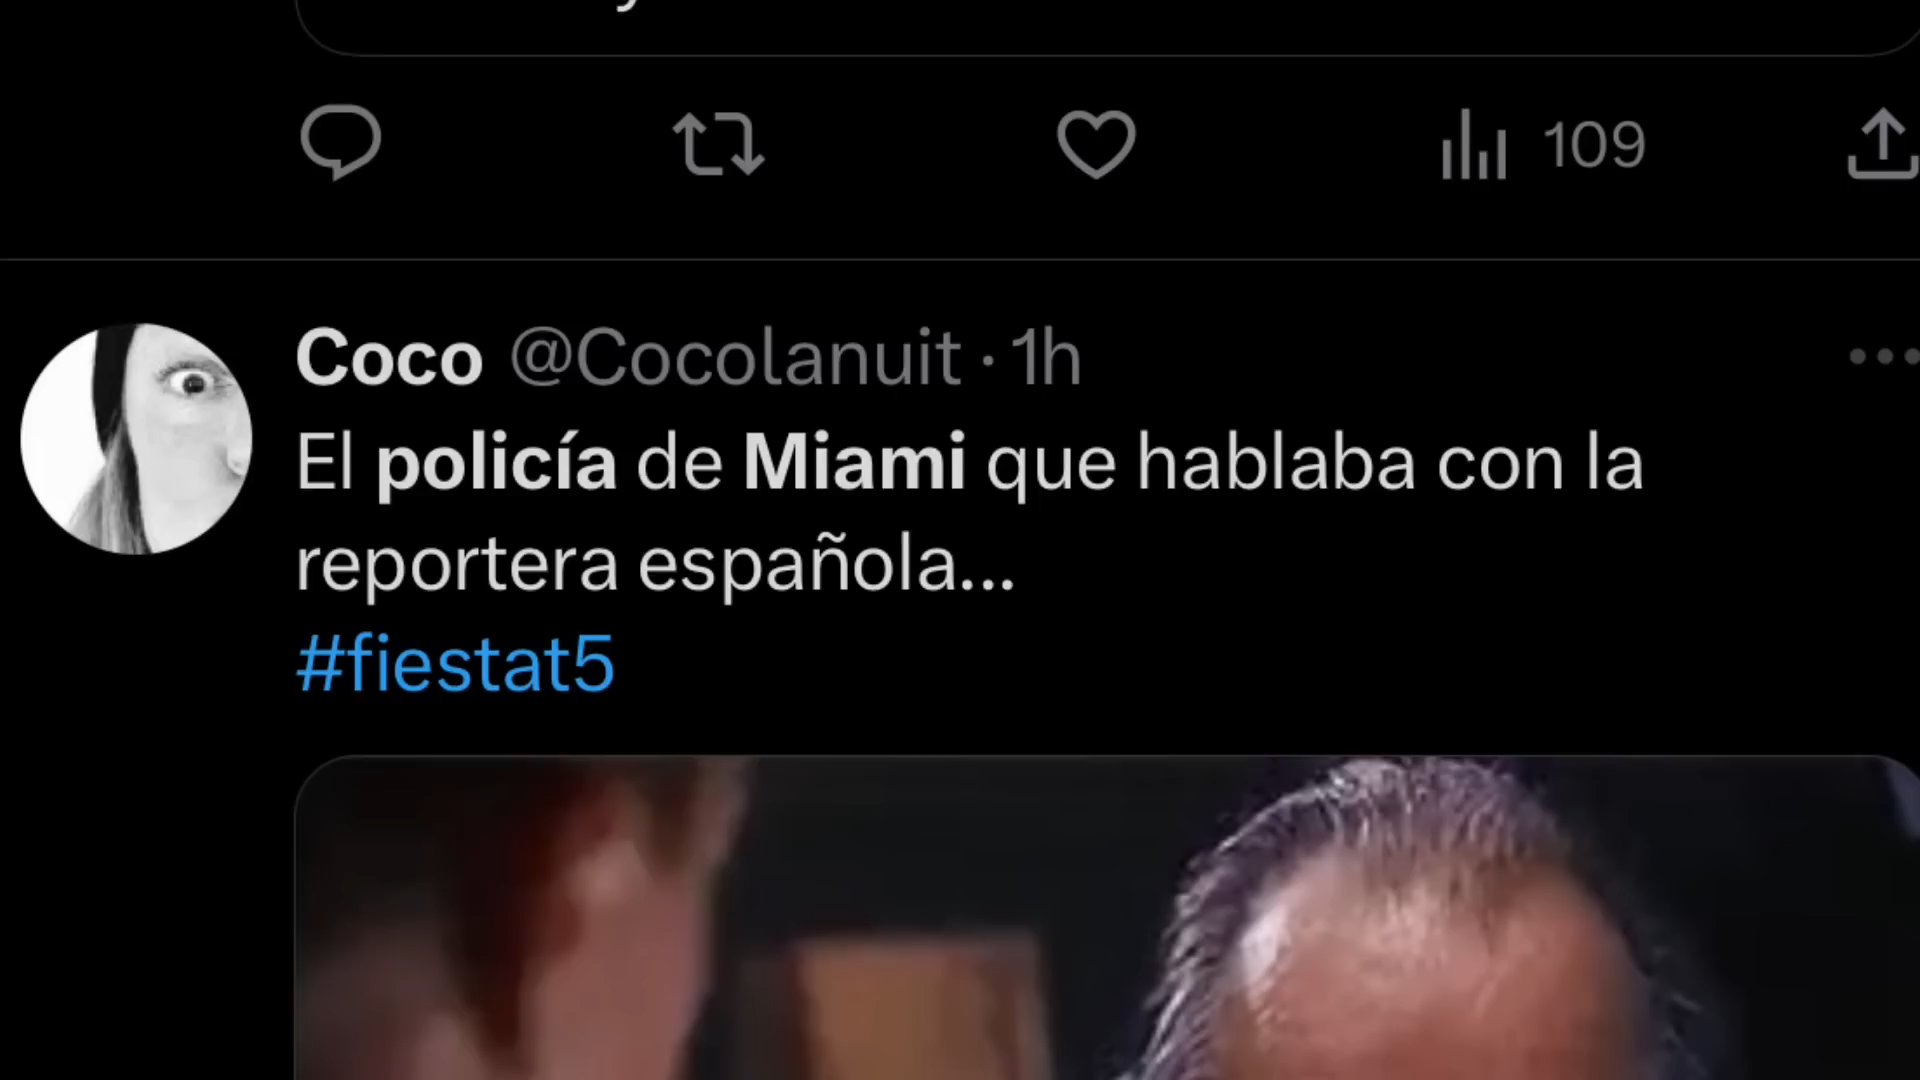 109
Coco @Cocolanuit · 1h
El policía de Miami que hablaba con la
reportera española...
#fiestat5